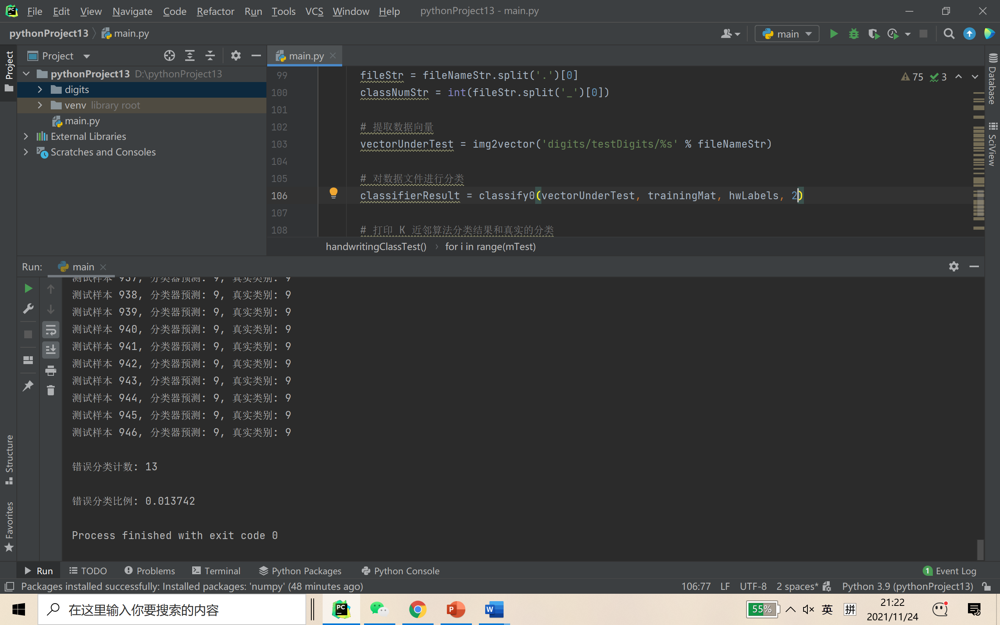 File Edit View Navigate Code Refactor Run Tools VCS Window Help pythonProject13 - main.py
pythonProject13 main.py
main
Project
Project
main.py
pythonProject13 D:\pythonProject13
digits
venv library root
main.py
External Libraries
Scratches and Consoles
75 3
99 fileStr = fileNameStr.split('.')[0]
100 classNumStr = int(fileStr.split('_')[0])
101
102 # 提取数据向量
103 vectorUnderTest = img2vector('digits/testDigits/%s' % fileNameStr)
104
105 # 对数据文件进行分类
106 classifierResult = classify0(vectorUnderTest, trainingMat, hwLabels, 2)
107
108 # 打印 K 近邻算法分类结果和真实的分类
handwritingClassTest() › for i in range(mTest)
Database
SciView
Run: main
测试样本 937, 分类器预测: 9, 真实类别: 9
测试样本 938, 分类器预测: 9, 真实类别: 9
测试样本 939, 分类器预测: 9, 真实类别: 9
测试样本 940, 分类器预测: 9, 真实类别: 9
测试样本 941, 分类器预测: 9, 真实类别: 9
测试样本 942, 分类器预测: 9, 真实类别: 9
测试样本 943, 分类器预测: 9, 真实类别: 9
测试样本 944, 分类器预测: 9, 真实类别: 9
测试样本 945, 分类器预测: 9, 真实类别: 9
测试样本 946, 分类器预测: 9, 真实类别: 9
错误分类计数: 13
错误分类比例: 0.013742
Process finished with exit code 0
Structure
Favorites
Run TODO Problems Terminal Python Packages Python Console 1 Event Log
Packages installed successfully: Installed packages: 'numpy' (48 minutes ago) 106:77 LF UTF-8 2 spaces* Python 3.9 (pythonProject13)
在这里输入你要搜索的内容
55% 英 拼
21:22
2021/11/24